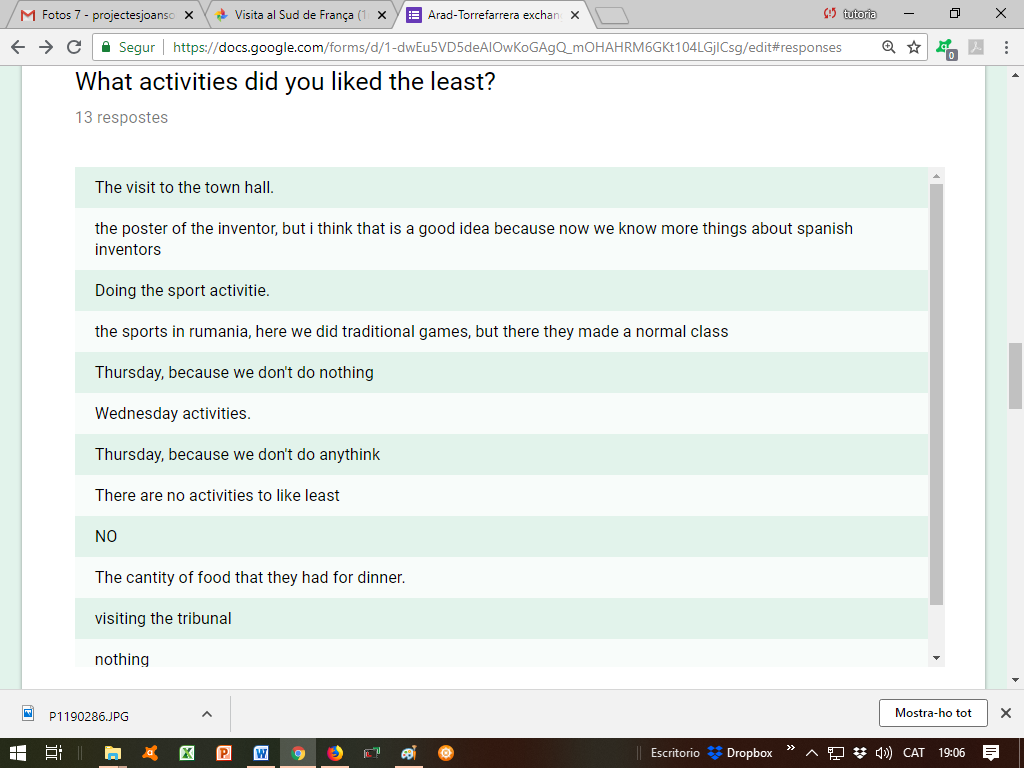 Fotos 7 - projectesjoanso
Visita al Sud de França (1
Arad-Torrefarrera exchan
tutoria
Segur
https://docs.google.com/forms/d/1-dwEu5VD5deAlOwKoGAgQ_mOHAHRM6GKt104LGjlCsg/edit#responses
0
What activities did you liked the least?
13 respostes
The visit to the town hall.
the poster of the inventor, but i think that is a good idea because now we know more things about spanish
inventors
Doing the sport activitie.
the sports in rumania, here we did traditional games, but there they made a normal class
Thursday, because we don't do nothing
Wednesday activities.
Thursday, because we don't do anythink
There are no activities to like least
NO
The cantity of food that they had for dinner.
visiting the tribunal
nothing
P1190286.JPG
Mostra-ho tot
Escritorio
Dropbox
CAT
19:06